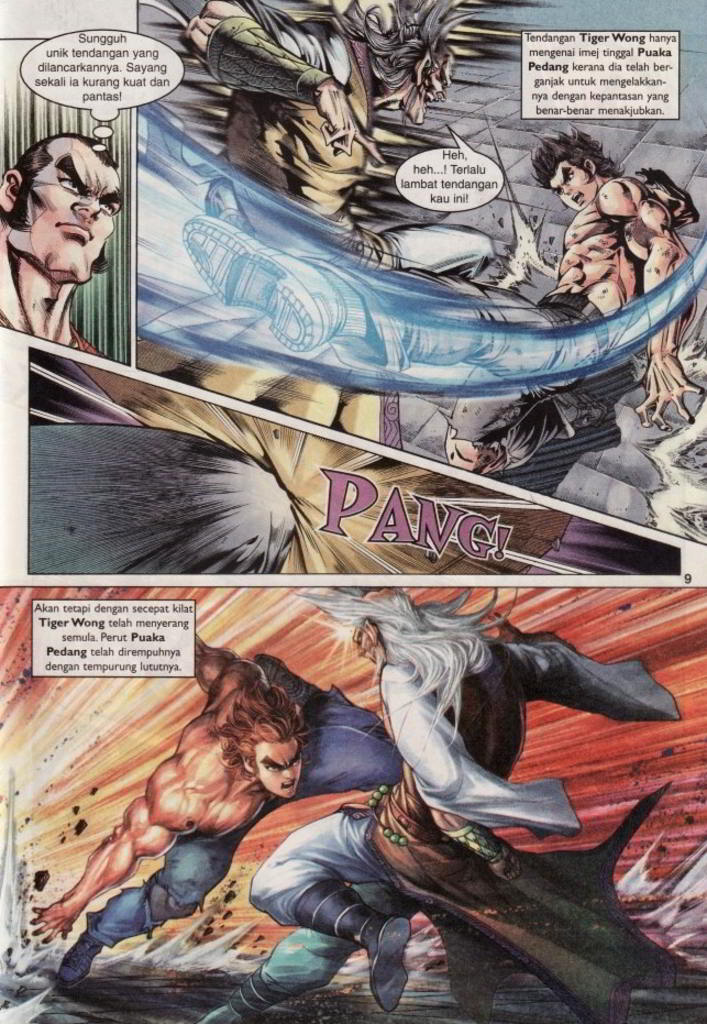 Sungguh
unik tendangan yang
dilancarkannya. Sayang
sekali ia kurang kuat dan
pantas!
Tendangan Tiger Wong hanya
mengenai imej tinggal Puaka
Pedang kerana dia telah ber-
ganjak untuk mengelakkan-
nya dengan kepantasan yang
benar-benar menakjubkan.
Heh,
heh...! Terlalu
lambat tendangan
kau ini!
PANG!
9
Akan tetapi dengan secepat kilat
Tiger Wong telah menyerang
semula. Perut Puaka
Pedang telah dirempuhnya
dengan tempurung lututnya.